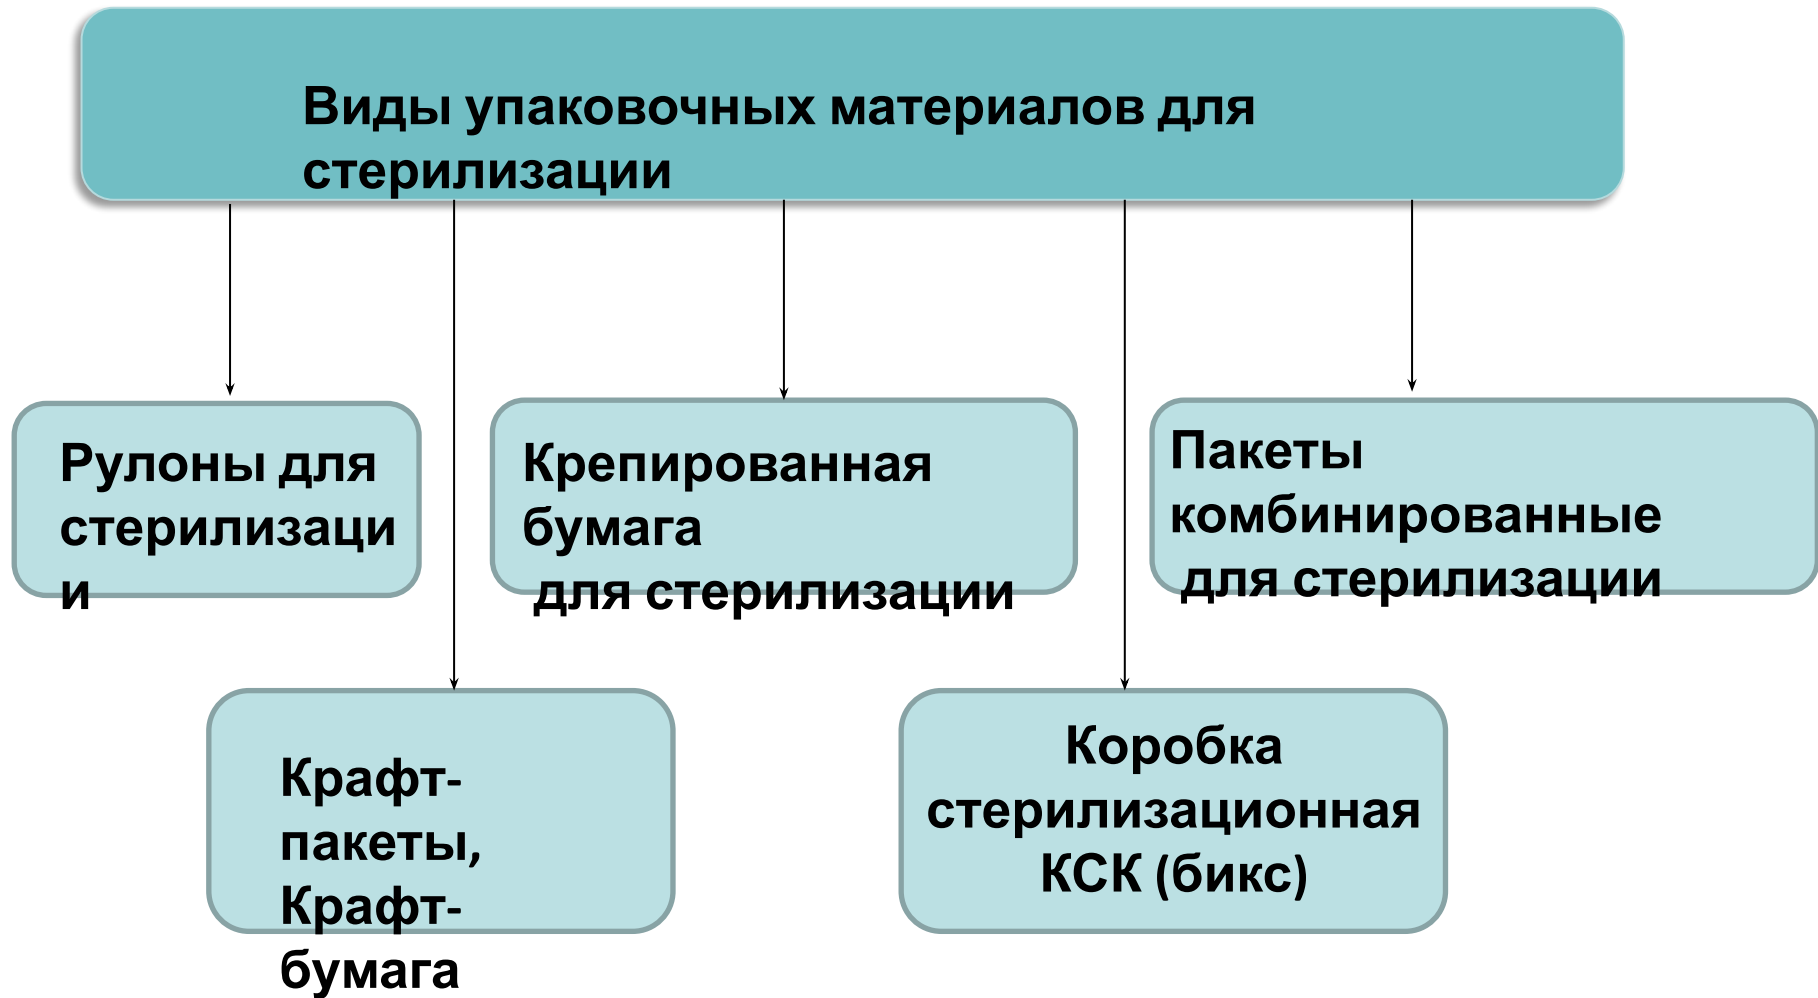 Виды упаковочных материалов для
стерилизации
Рулоны для
стерилизаци
и
Крепированная
бумага
для стерилизации
Пакеты
комбинированные
для стерилизации
Крафт-
пакеты,
Крафт-
бумага
Коробка
стерилизационная
КСК (бикс)